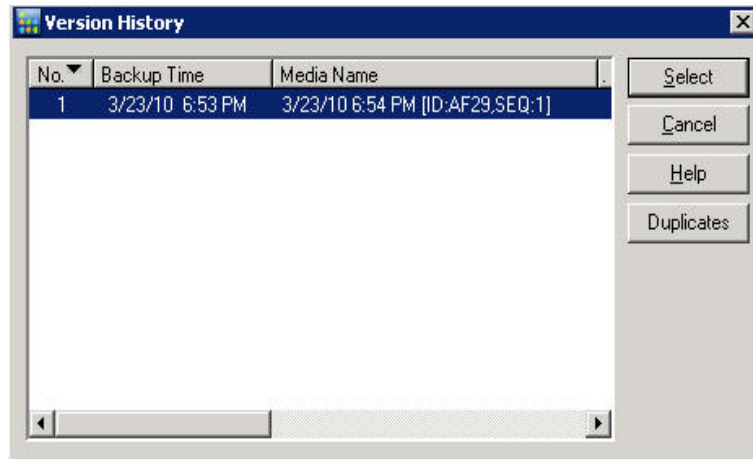 Version History
No. Backup Time Media Name .
1 3/23/10 6:53 PM 3/23/10 6:54 PM [ID:AF29,SEQ:1]
Select
Cancel
Help
Duplicates